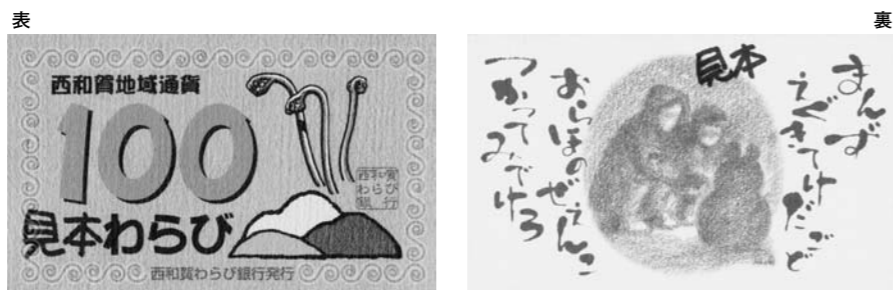 表
裏
西和賀地域通貨
100
見本わらび
西和賀
わらび
銀行
西和賀わらび銀行発行
見本
まんず
えぐきてけだごど
おらほのぜぇんこ
つかってみでけろ